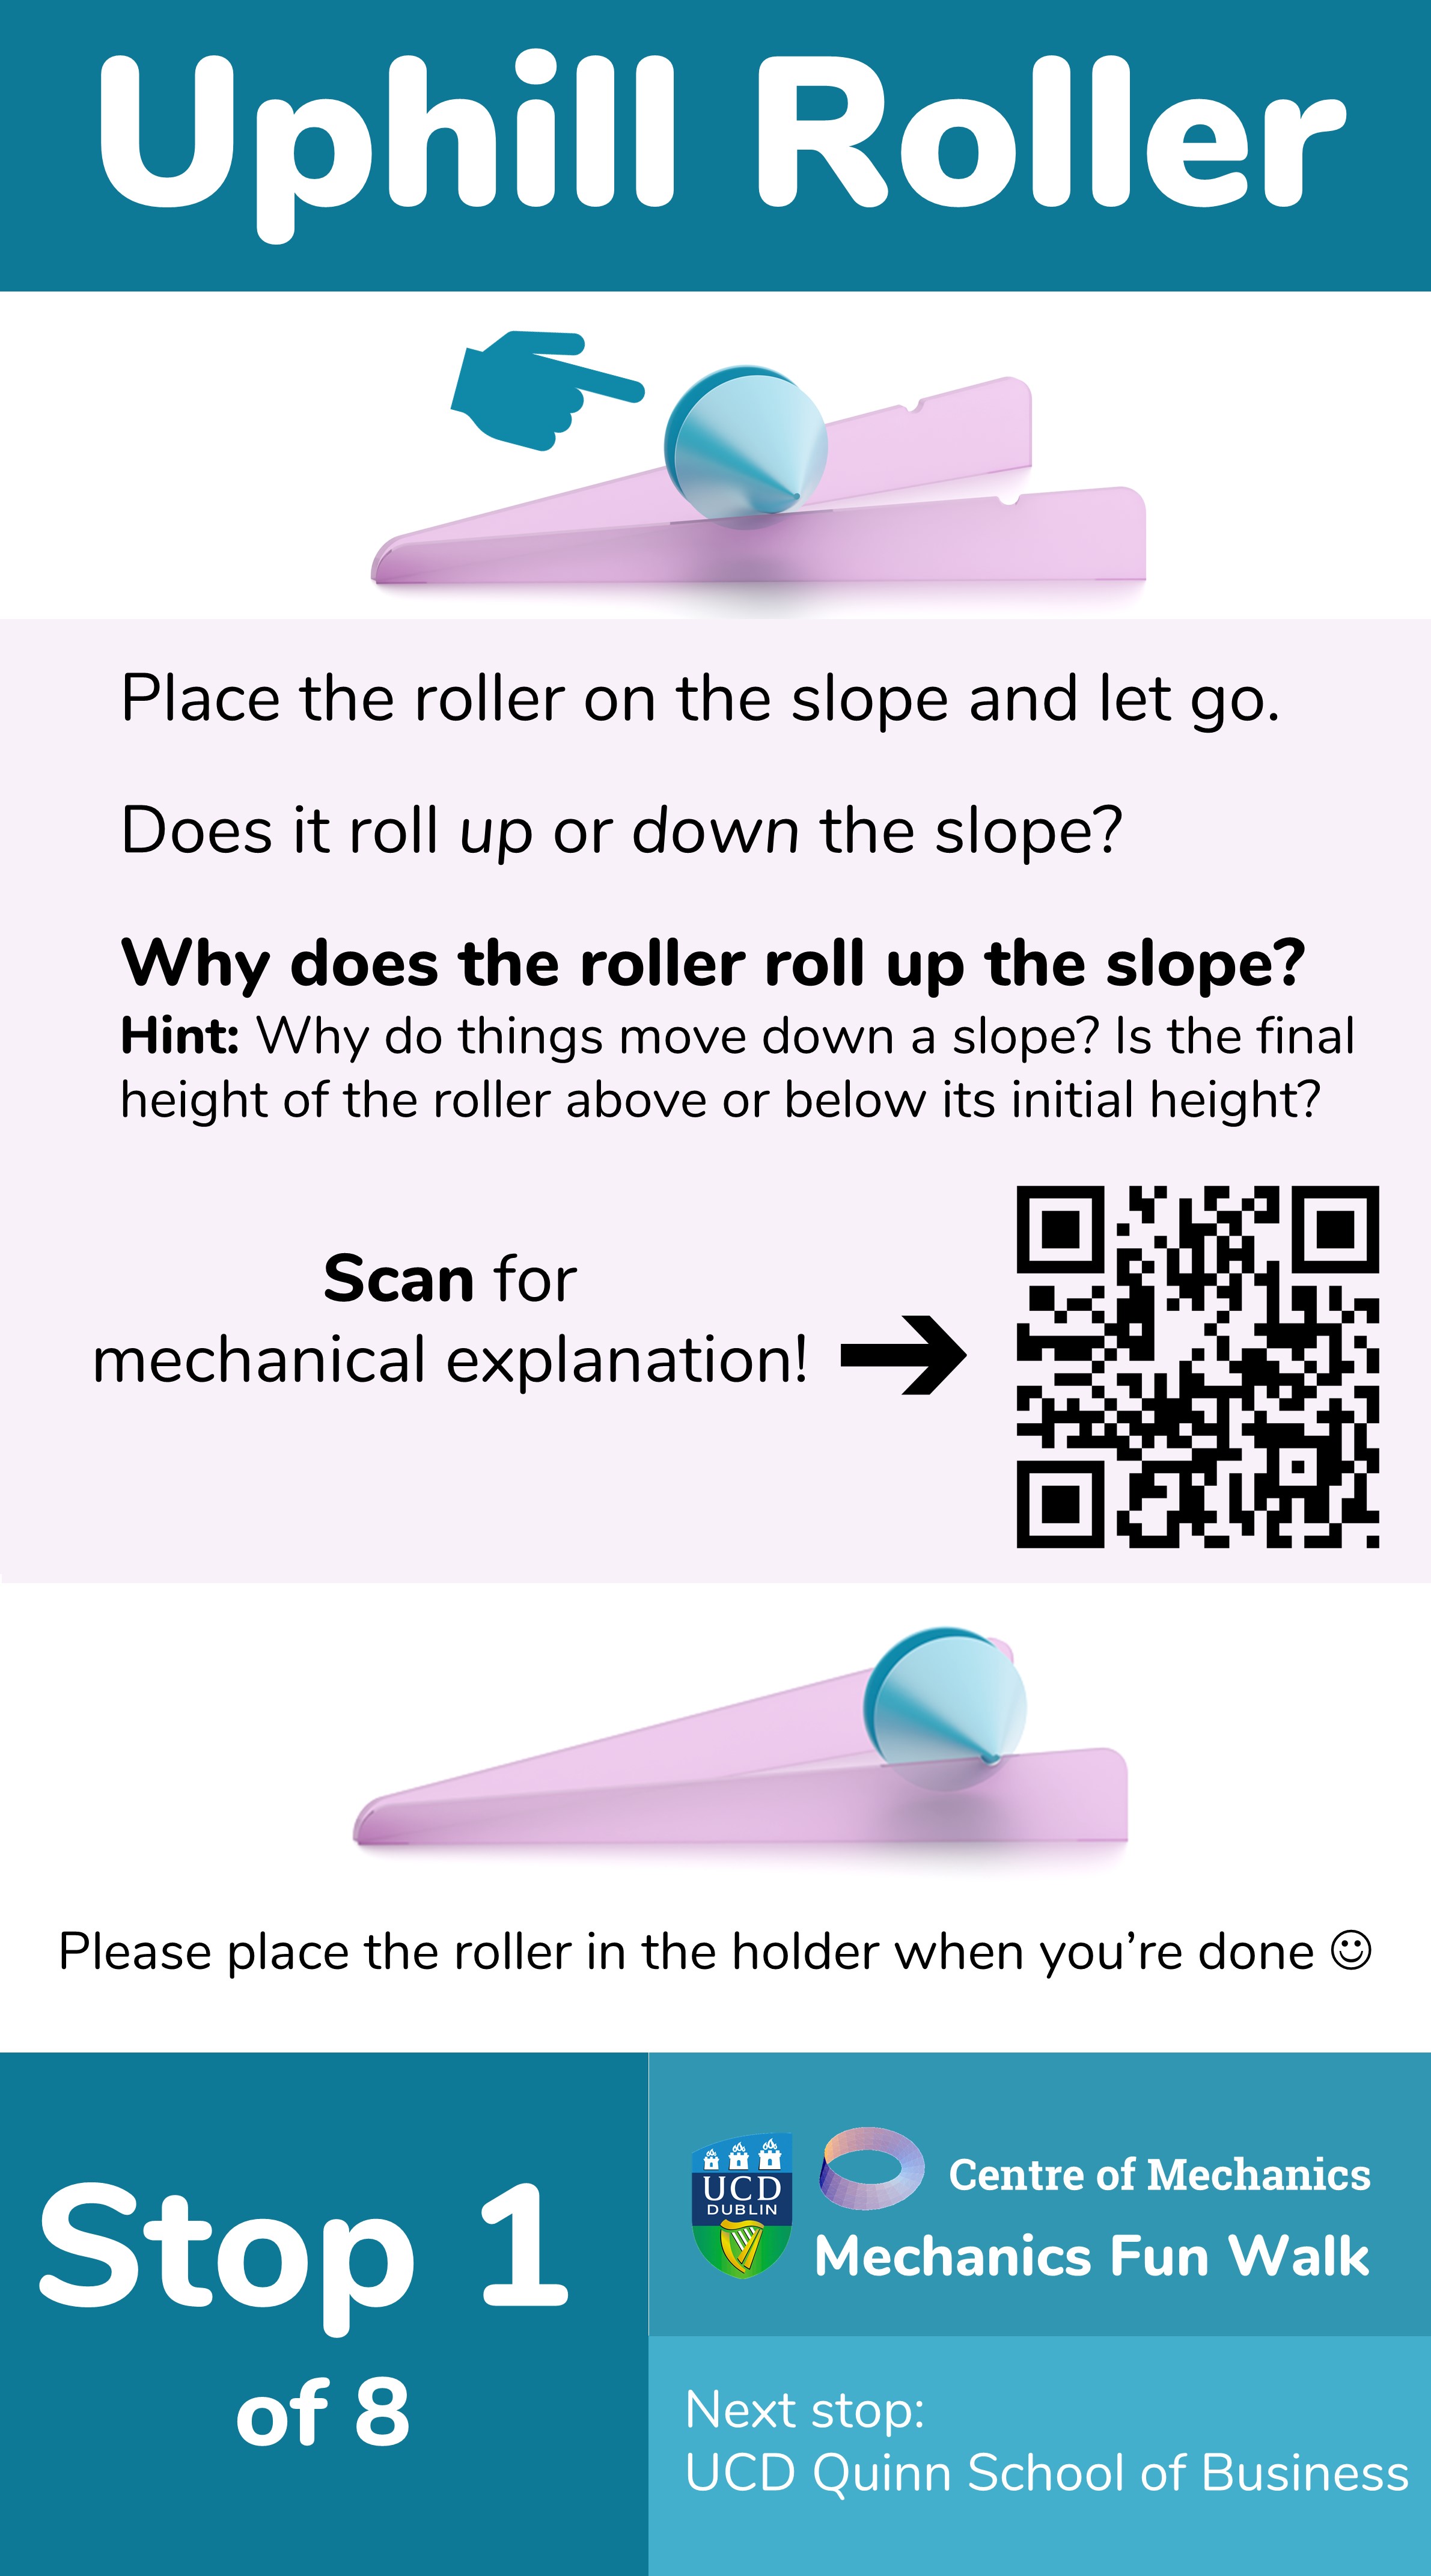 Uphill Roller
Place the roller on the slope and let go.
Does it roll up or down the slope?
Why does the roller roll up the slope?
Hint: Why do things move down a slope? Is the final
height of the roller above or below its initial height?
Scan for
mechanical explanation!
Please place the roller in the holder when you’re done ☺
Stop 1
of 8
UCD
DUBLIN
Centre of Mechanics
Mechanics Fun Walk
Next stop:
UCD Quinn School of Business